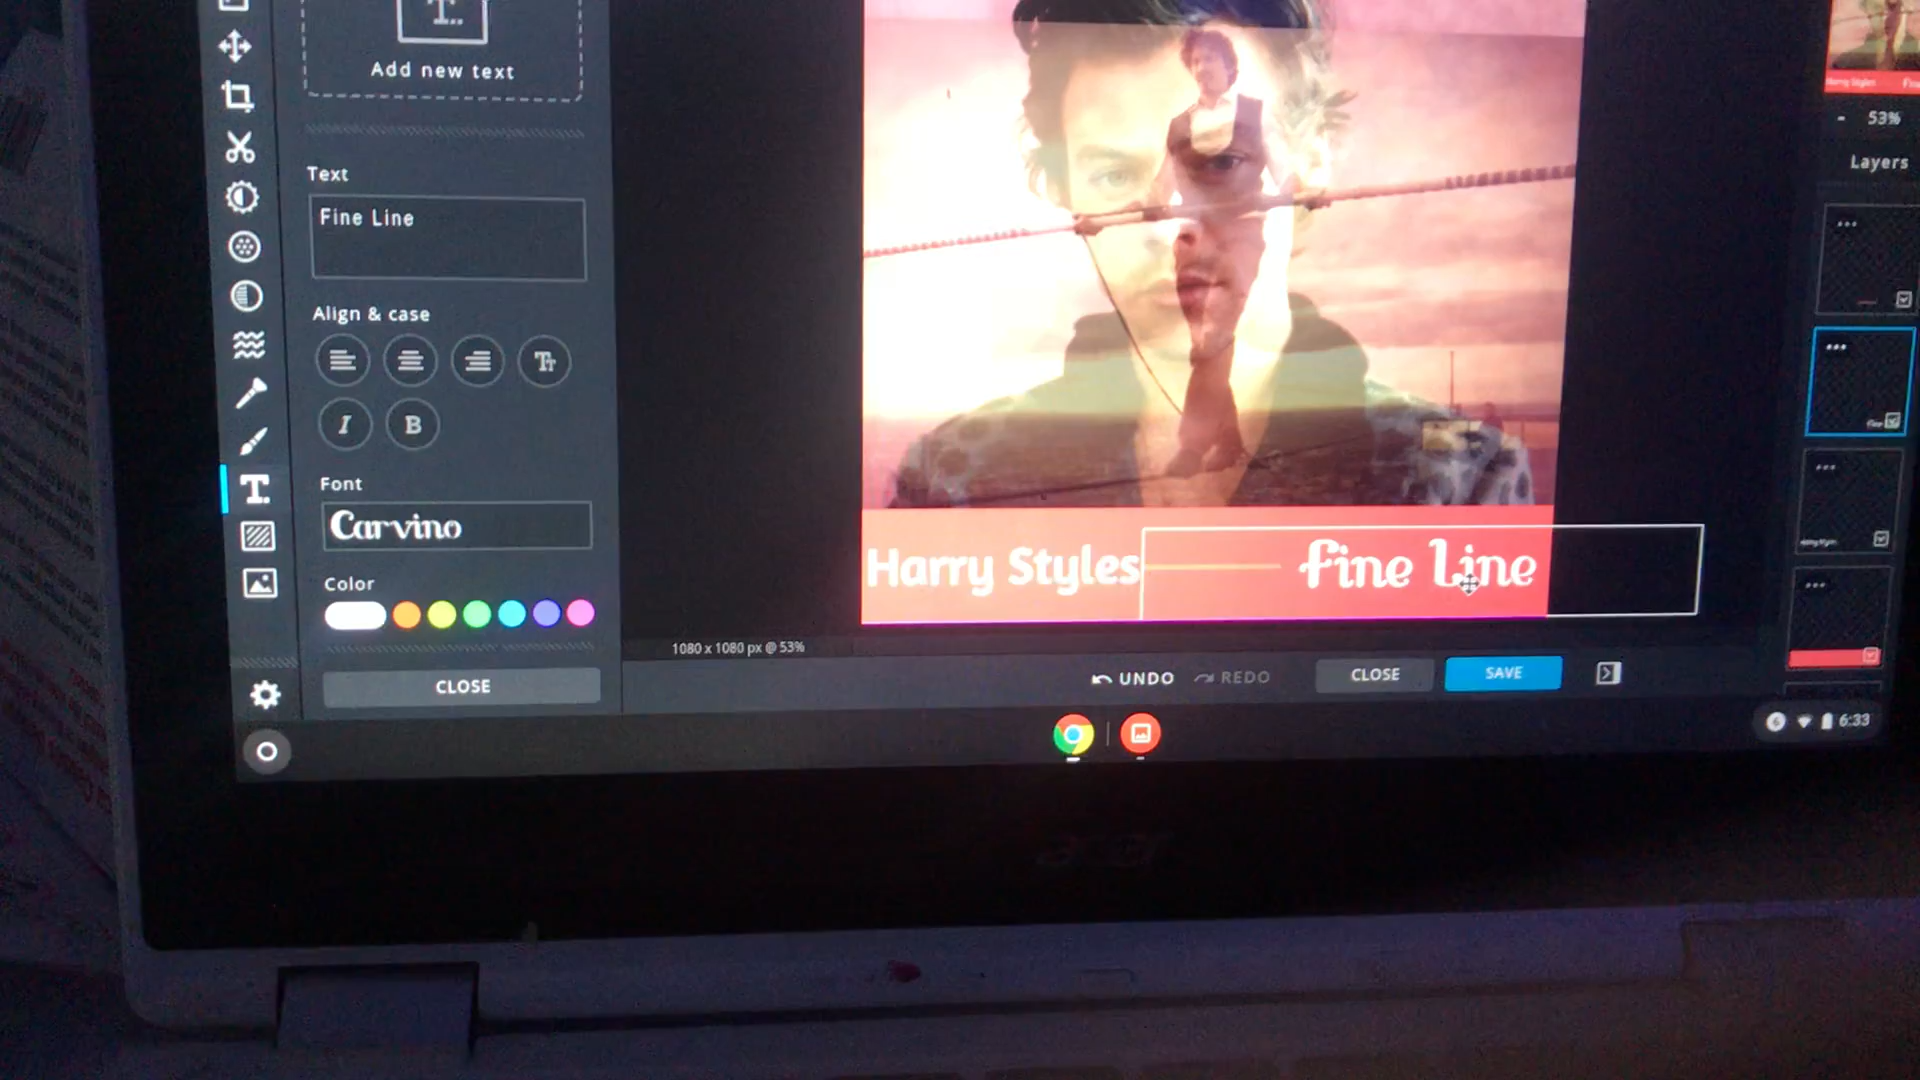 Add new text
53%
Layers
Text
Fine Line
Align & case
Tr
I
B
Font
Carvino
Color
Harry Styles
fine line
1080 x 1080 px @ 53%
CLOSE
UNDO
REDO
CLOSE
SAVE
6:33